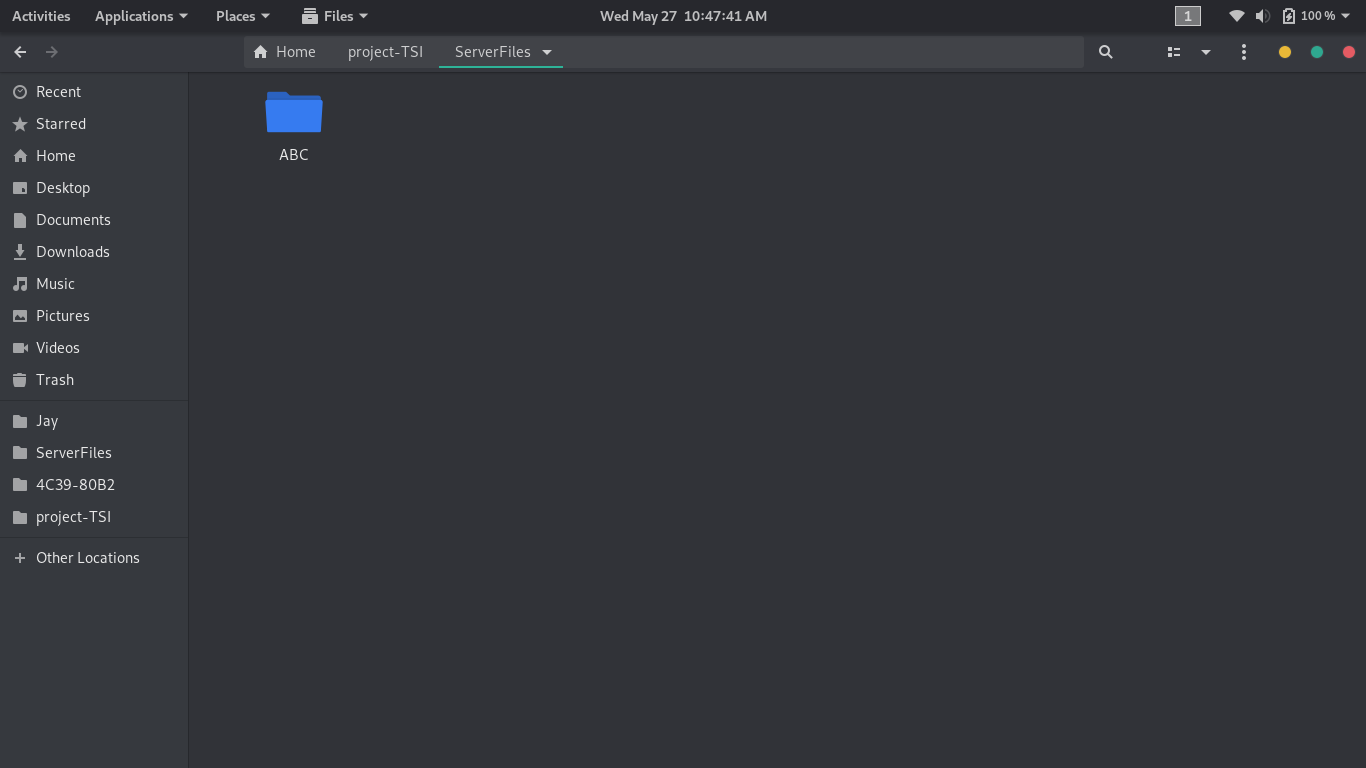 Activities Applications Places Files Wed May 27 10:47:41 AM 1 100 %
Home project-TSI ServerFiles
Recent
Starred
Home
Desktop
Documents
Downloads
Music
Pictures
Videos
Trash
Jay
ServerFiles
4C39-80B2
project-TSI
Other Locations
ABC